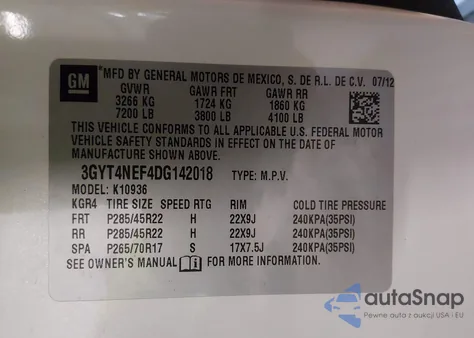 GM MFD BY GENERAL MOTORS DE MEXICO, S. DE R.L. DE C.V. 07/12
GVWR GAWR FRT GAWR RR
3266 KG 1724 KG 1860 KG
7200 LB 3800 LB 4100 LB
THIS VEHICLE CONFORMS TO ALL APPLICABLE U.S. FEDERAL MOTOR
VEHICLE SAFETY STANDARDS IN EFFECT ON THE DATE OF
MANUFACTURE SHOWN ABOVE.
3GYT4NEF4DG142018 TYPE: M.P.V.
MODEL: K10936
KGR4 TIRE SIZE SPEED RTG RIM COLD TIRE PRESSURE
FRT P285/45R22 H 22X9J 240KPA(35PSI)
RR P285/45R22 H 22X9J 240KPA(35PSI)
SPA P265/70R17 S 17X7.5J 240KPA(35PSI)
SEE OWNER'S MANUAL i FOR MORE INFORMATION.
autoSnap
Pewne auta z aukcji USA i EU